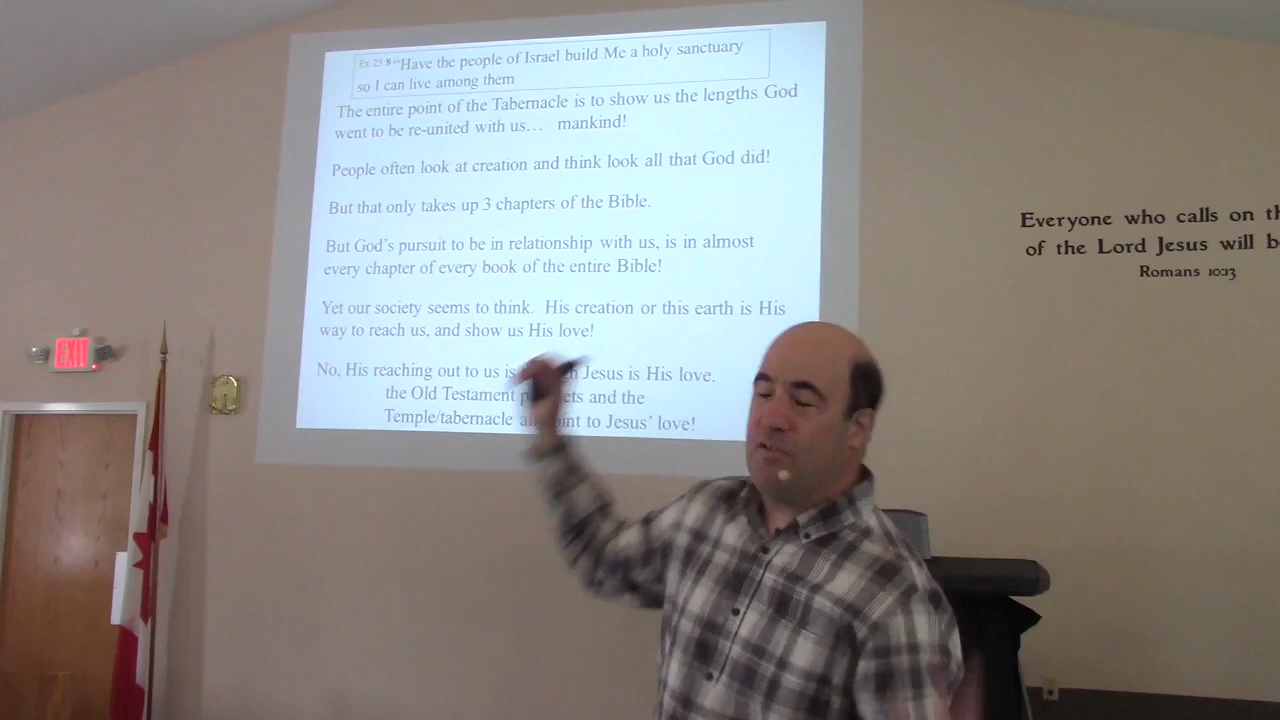 Ex 25:8 "Have the people of Israel build Me a holy sanctuary
so I can live among them
The entire point of the Tabernacle is to show us the lengths God
went to be re-united with us… mankind!
People often look at creation and think look all that God did!
But that only takes up 3 chapters of the Bible.
But God's pursuit to be in relationship with us, is in almost
every chapter of every book of the entire Bible!
Yet our society seems to think. His creation or this earth is His
way to reach us, and show us His love!
No, His reaching out to us is Jesus is His love.
the Old Testament and the
Temple/tabernacle to Jesus' love!
EXIT
Everyone who calls on
of the Lord Jesus will
Romans 10:13